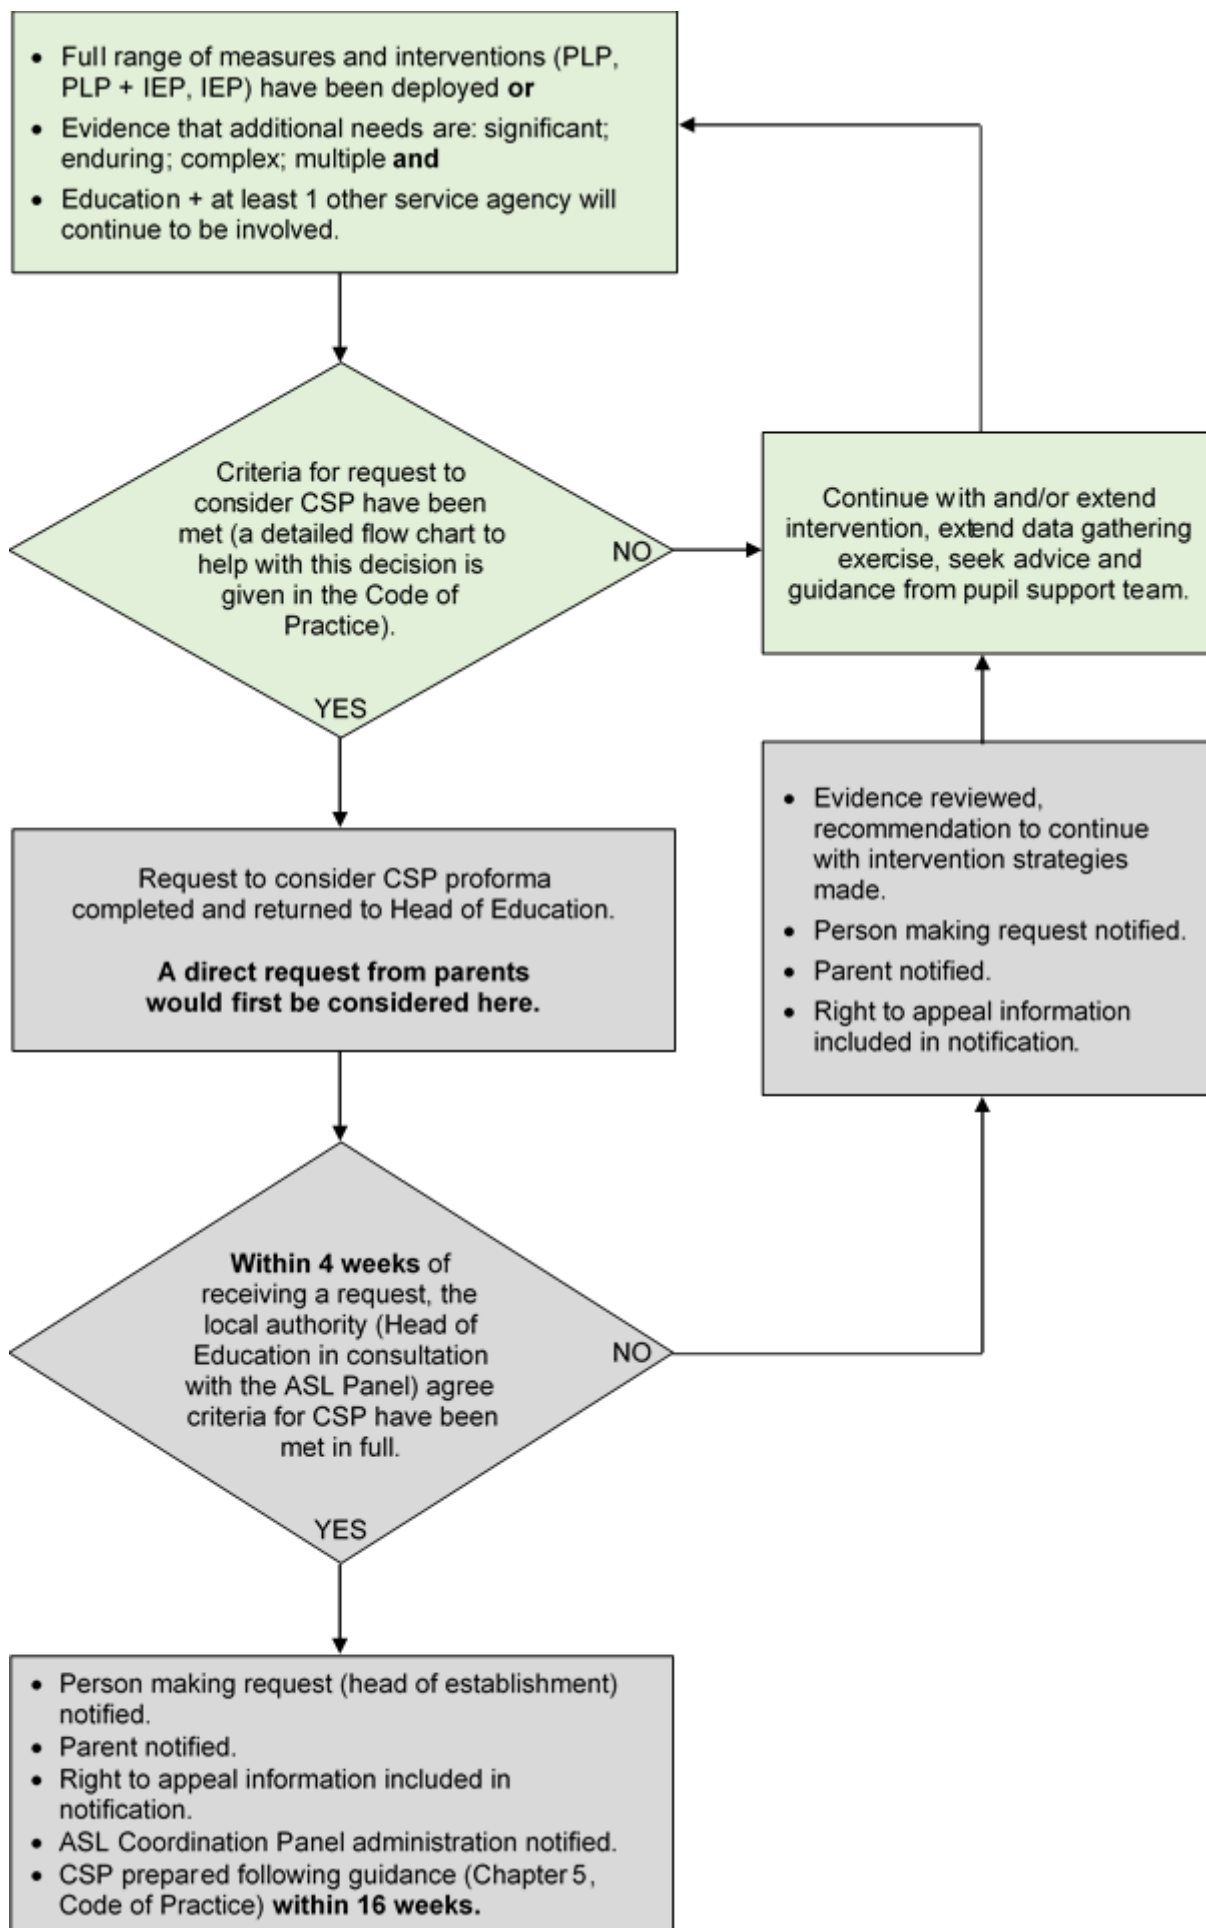 • Full range of measures and interventions (PLP,
PLP + IEP, IEP) have been deployed or
• Evidence that additional needs are: significant;
enduring; complex; multiple and
• Education + at least 1 other service agency will
continue to be involved.
Criteria for request to
consider CSP have been
met (a detailed flow chart to
help with this decision is
given in the Code of
Practice).
NO
YES
Continue with and/or extend
intervention, extend data gathering
exercise, seek advice and
guidance from pupil support team.
Request to consider CSP proforma
completed and returned to Head of Education.
A direct request from parents
would first be considered here.
• Evidence reviewed,
recommendation to continue
with intervention strategies
made.
• Person making request notified.
• Parent notified.
• Right to appeal information
included in notification.
Within 4 weeks of
receiving a request, the
local authority (Head of
Education in consultation
with the ASL Panel) agree
criteria for CSP have been
met in full.
NO
YES
• Person making request (head of establishment)
notified.
• Parent notified.
• Right to appeal information included in
notification.
• ASL Coordination Panel administration notified.
• CSP prepared following guidance (Chapter 5,
Code of Practice) within 16 weeks.